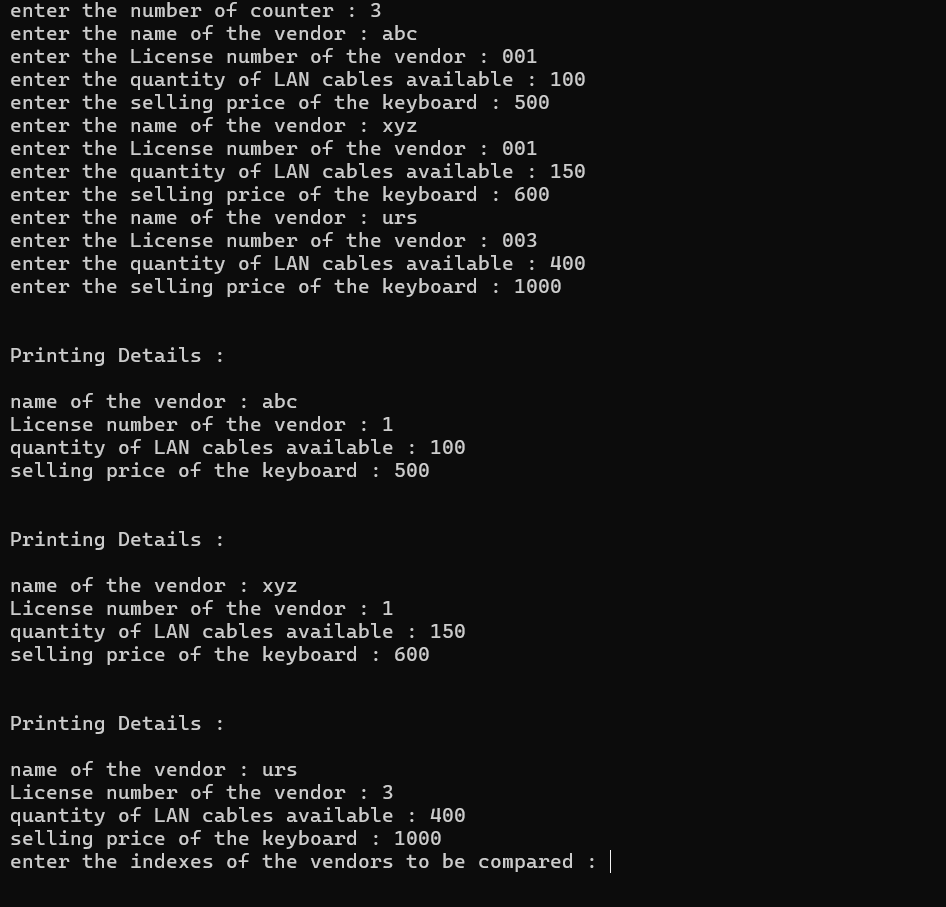 enter the number of counter : 3
enter the name of the vendor : abc
enter the License number of the vendor : 001
enter the quantity of LAN cables available : 100
enter the selling price of the keyboard : 500
enter the name of the vendor : xyz
enter the License number of the vendor : 001
enter the quantity of LAN cables available : 150
enter the selling price of the keyboard : 600
enter the name of the vendor : urs
enter the License number of the vendor : 003
enter the quantity of LAN cables available : 400
enter the selling price of the keyboard : 1000
Printing Details :
name of the vendor : abc
License number of the vendor : 1
quantity of LAN cables available : 100
selling price of the keyboard : 500
Printing Details :
name of the vendor : xyz
License number of the vendor : 1
quantity of LAN cables available : 150
selling price of the keyboard : 600
Printing Details :
name of the vendor : urs
License number of the vendor : 3
quantity of LAN cables available : 400
selling price of the keyboard : 1000
enter the indexes of the vendors to be compared :